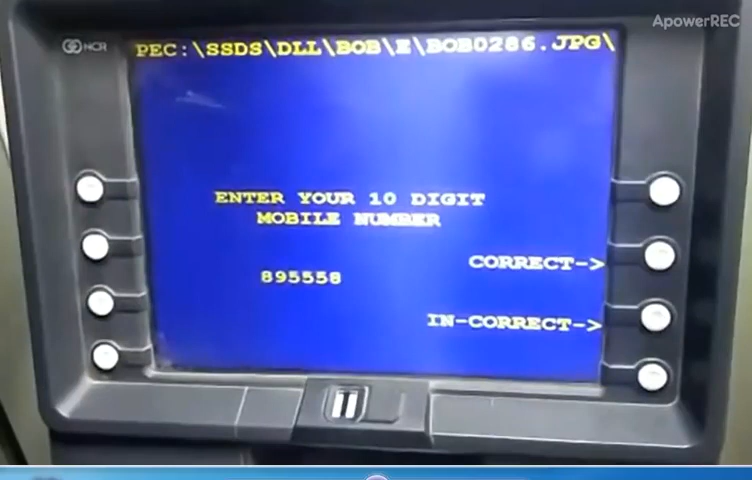 ApowerREC
NCR
PEC:\SSDS\DLL\BOB\E\BOB0286.JPG\
ENTER YOUR 10 DIGIT
MOBILE NUMBER
895558
CORRECT->
IN-CORRECT->